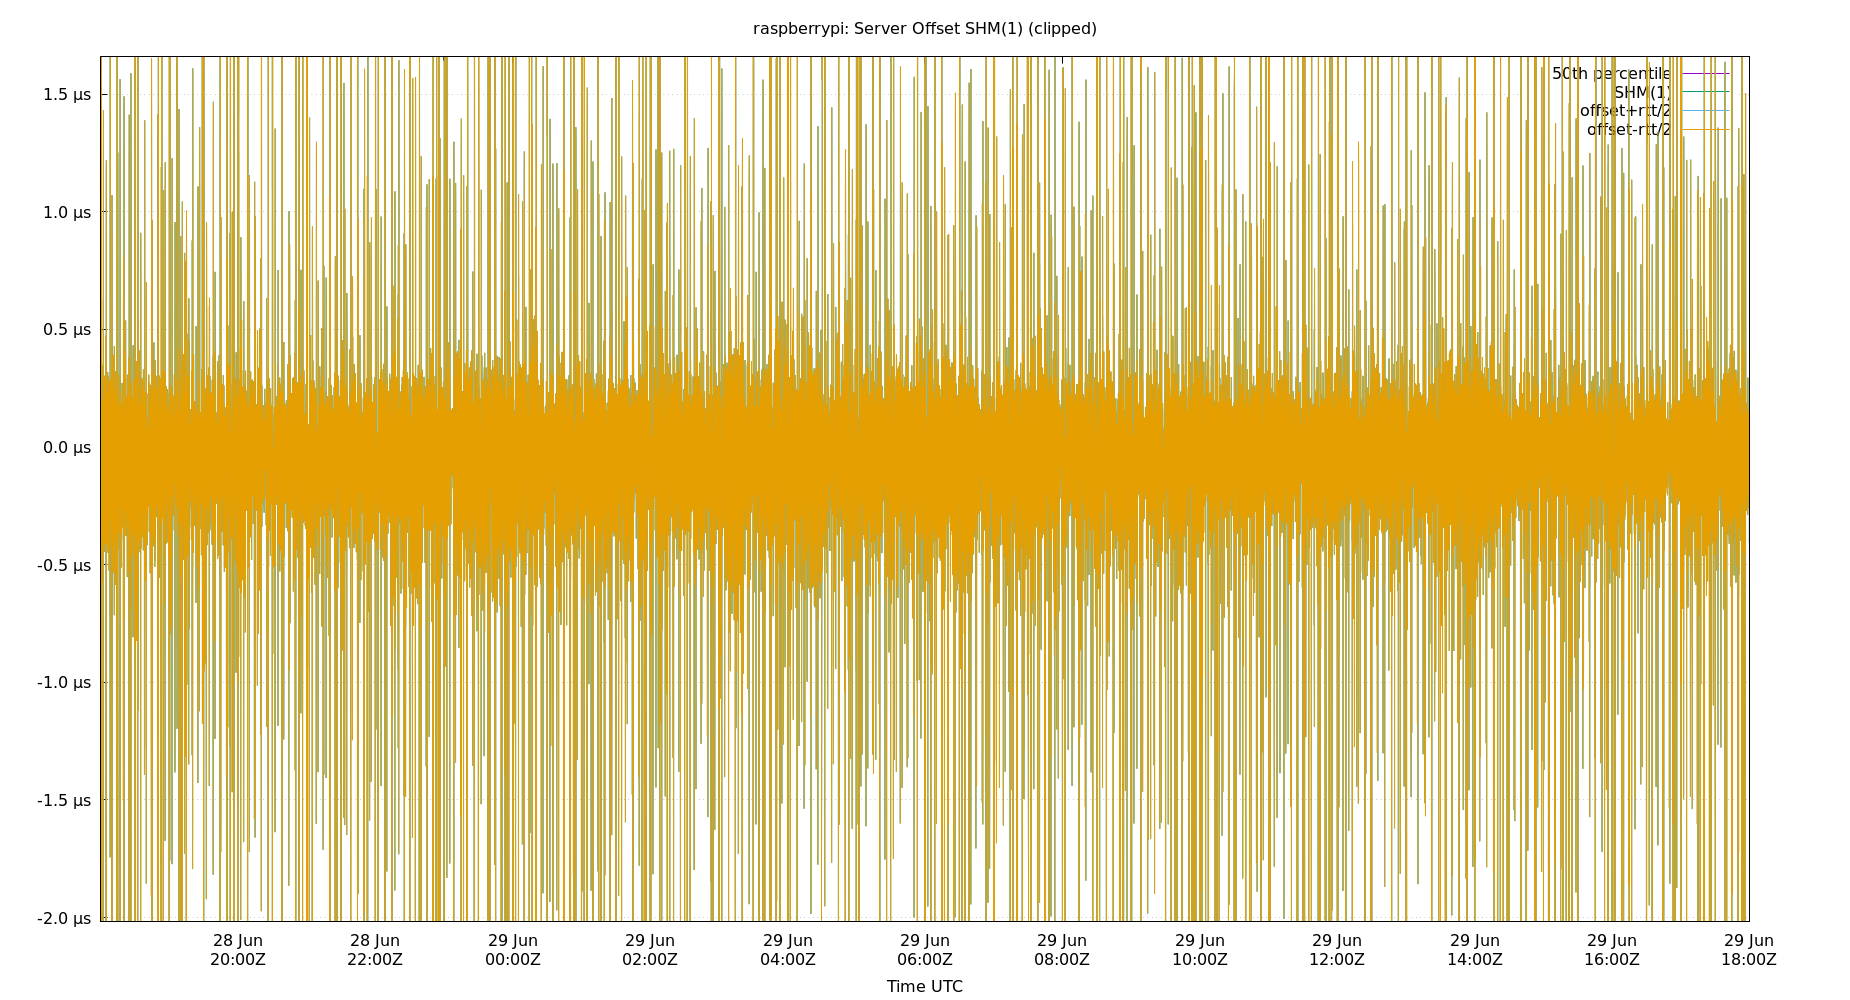 raspberrypi: Server Offset SHM(1) (clipped)
50th percentile
SHM(1)
offset+rtt/2
offset-rtt/2
1.5 µs
1.0 µs
0.5 µs
0.0 µs
-0.5 µs
-1.0 µs
-1.5 µs
-2.0 µs
28 Jun 28 Jun 29 Jun 29 Jun 29 Jun 29 Jun 29 Jun 29 Jun 29 Jun 29 Jun 29 Jun 29 Jun
20:00Z 22:00Z 00:00Z 02:00Z 04:00Z 06:00Z 08:00Z 10:00Z 12:00Z 14:00Z 16:00Z 18:00Z
Time UTC